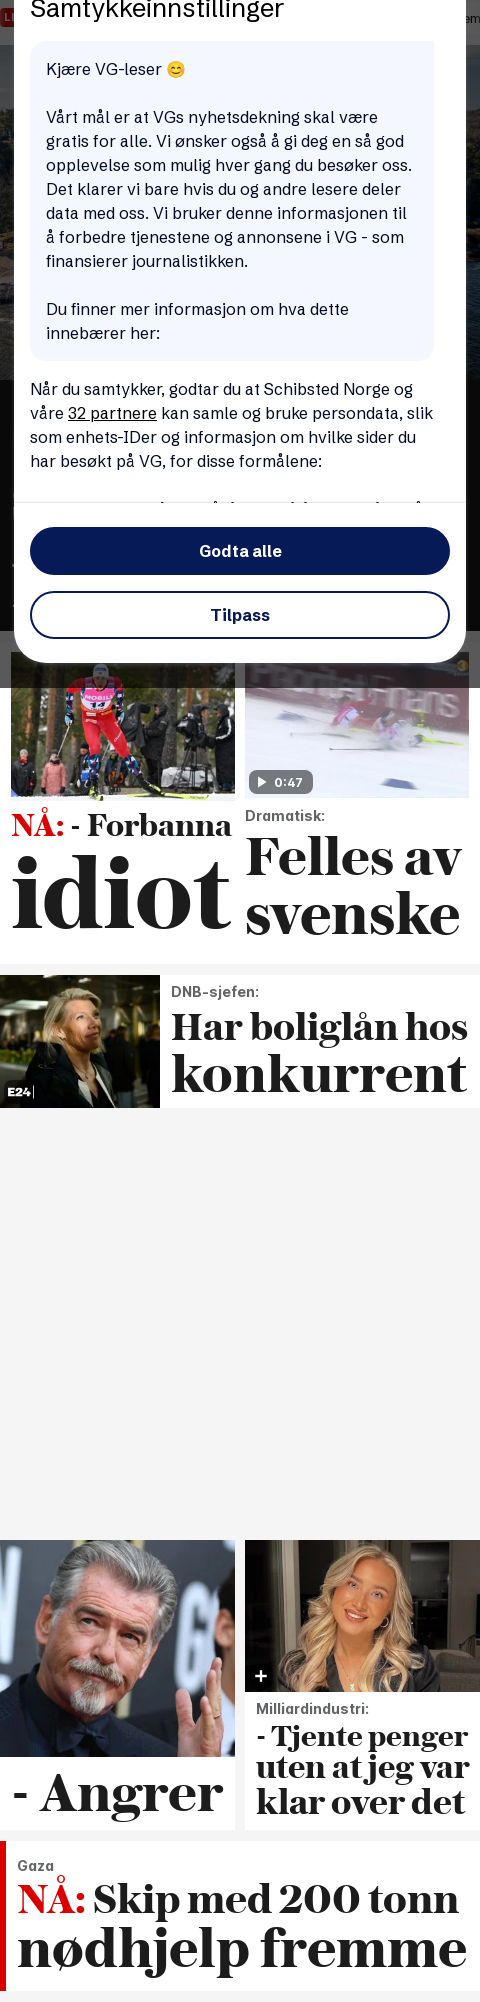 Samtykkeinnstillinger
Kjære VG-leser 😊
Vårt mål er at VGs nyhetsdekning skal være
gratis for alle. Vi ønsker også å gi deg en så god
opplevelse som mulig hver gang du besøker oss.
Det klarer vi bare hvis du og andre lesere deler
data med oss. Vi bruker denne informasjonen til
å forbedre tjenestene og annonsene i VG - som
finansierer journalistikken.
Du finner mer informasjon om hva dette
innebærer her:
Når du samtykker, godtar du at Schibsted Norge og
våre 32 partnere kan samle og bruke persondata, slik
som enhets-IDer og informasjon om hvilke sider du
har besøkt på VG, for disse formålene:
Godta alle
Tilpass
MOBILE
14
0:47
NÅ: - Forbanna
idiot
Dramatisk:
Felles av
svenske
E24
DNB-sjefen:
Har boliglån hos
konkurrent
- Angrer
Milliardindustri:
- Tjente penger
uten at jeg var
klar over det
Gaza
NÅ: Skip med 200 tonn
nødhjelp fremme